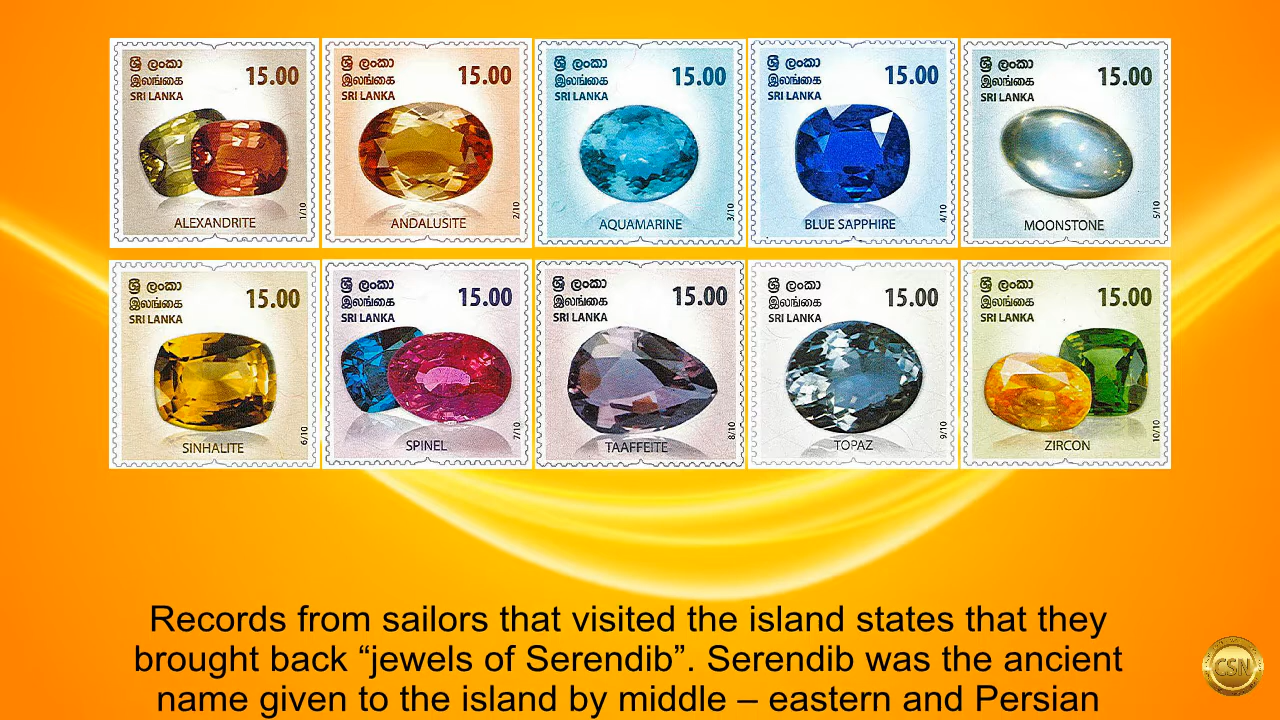 ශ්‍රී ලංකා
இலங்கை
SRI LANKA
15.00
ALEXANDRITE
1/10
ශ්‍රී ලංකා
இலங்கை
SRI LANKA
15.00
ANDALUSITE
2/10
ශ්‍රී ලංකා
இலங்கை
SRI LANKA
15.00
AQUAMARINE
3/10
ශ්‍රී ලංකා
இலங்கை
SRI LANKA
15.00
BLUE SAPPHIRE
4/10
ශ්‍රී ලංකා
இலங்கை
SRI LANKA
15.00
MOONSTONE
5/10
ශ්‍රී ලංකා
இலங்கை
SRI LANKA
15.00
SINHALITE
6/10
ශ්‍රී ලංකා
இலங்கை
SRI LANKA
15.00
SPINEL
7/10
ශ්‍රී ලංකා
இலங்கை
SRI LANKA
15.00
TAAFFEITE
8/10
ශ්‍රී ලංකා
இலங்கை
SRI LANKA
15.00
TOPAZ
9/10
ශ්‍රී ලංකා
இலங்கை
SRI LANKA
15.00
ZIRCON
10/10
Records from sailors that visited the island states that they
brought back “jewels of Serendib”. Serendib was the ancient
name given to the island by middle – eastern and Persian
CSN